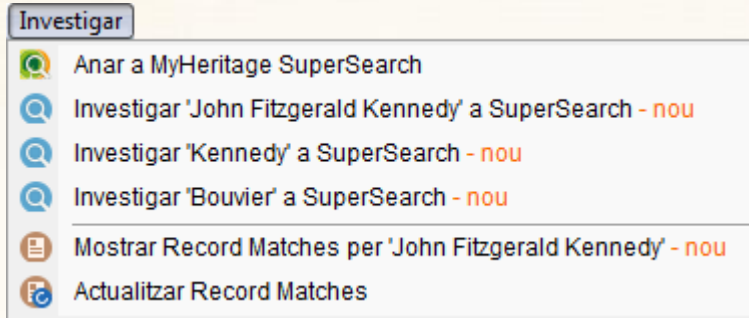 Investigar
Anar a MyHeritage SuperSearch
Investigar 'John Fitzgerald Kennedy' a SuperSearch - nou
Investigar 'Kennedy' a SuperSearch - nou
Investigar 'Bouvier' a SuperSearch - nou
Mostrar Record Matches per 'John Fitzgerald Kennedy' - nou
Actualitzar Record Matches